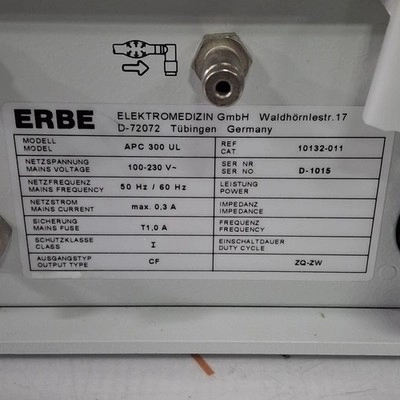 ERBE ELEKTROMEDIZIN GmbH Waldhörnlestr.17
D-72072 Tübingen Germany
MODELL
MODEL APC 300 UL REF
CAT 10132-011
NETZSPANNUNG
MAINS VOLTAGE 100-230 V~ SER NR
SER NO D-1015
NETZFREQUENZ
MAINS FREQUENCY 50 Hz / 60 Hz LEISTUNG
POWER
NETZSTROM
MAINS CURRENT max. 0,3 A IMPEDANZ
IMPEDANCE
SICHERUNG
MAINS FUSE T1,0 A FREQUENZ
FREQUENCY
SCHUTZKLASSE
CLASS I EINSCHALTDAUER
DUTY CYCLE
AUSGANGSTYP
OUTPUT TYPE CF ZQ-ZW